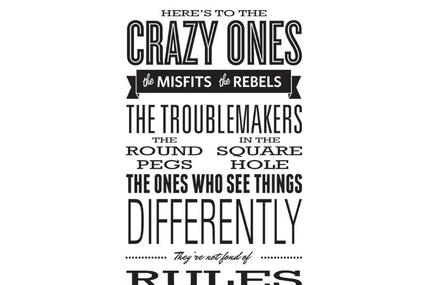 HERE'S TO THE
CRAZY ONES
the MISFITS the REBELS
THE TROUBLEMAKERS
THE ROUND PEGS
IN THE SQUARE HOLE
THE ONES WHO SEE THINGS
DIFFERENTLY
They're not fond of
RULES